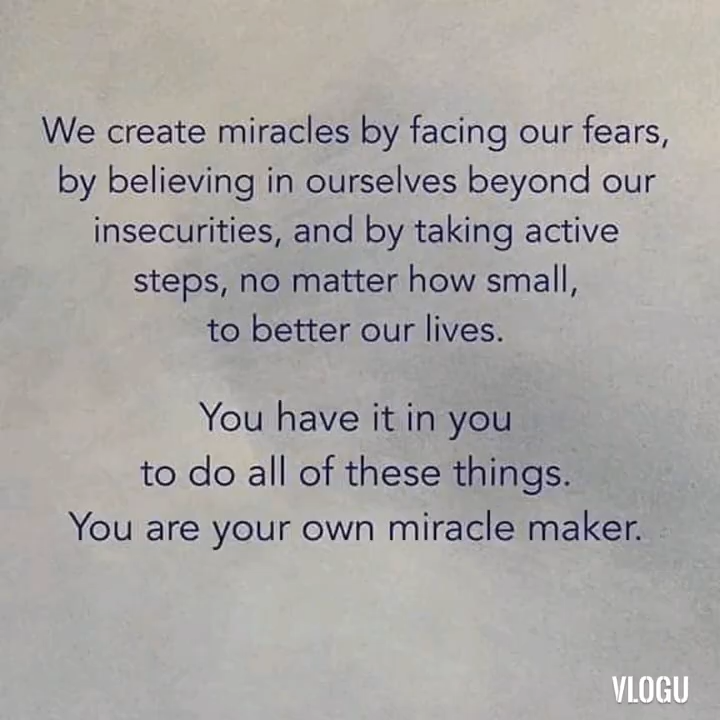 We create miracles by facing our fears,
by believing in ourselves beyond our
insecurities, and by taking active
steps, no matter how small,
to better our lives.
You have it in you
to do all of these things.
You are your own miracle maker.
VLOGU